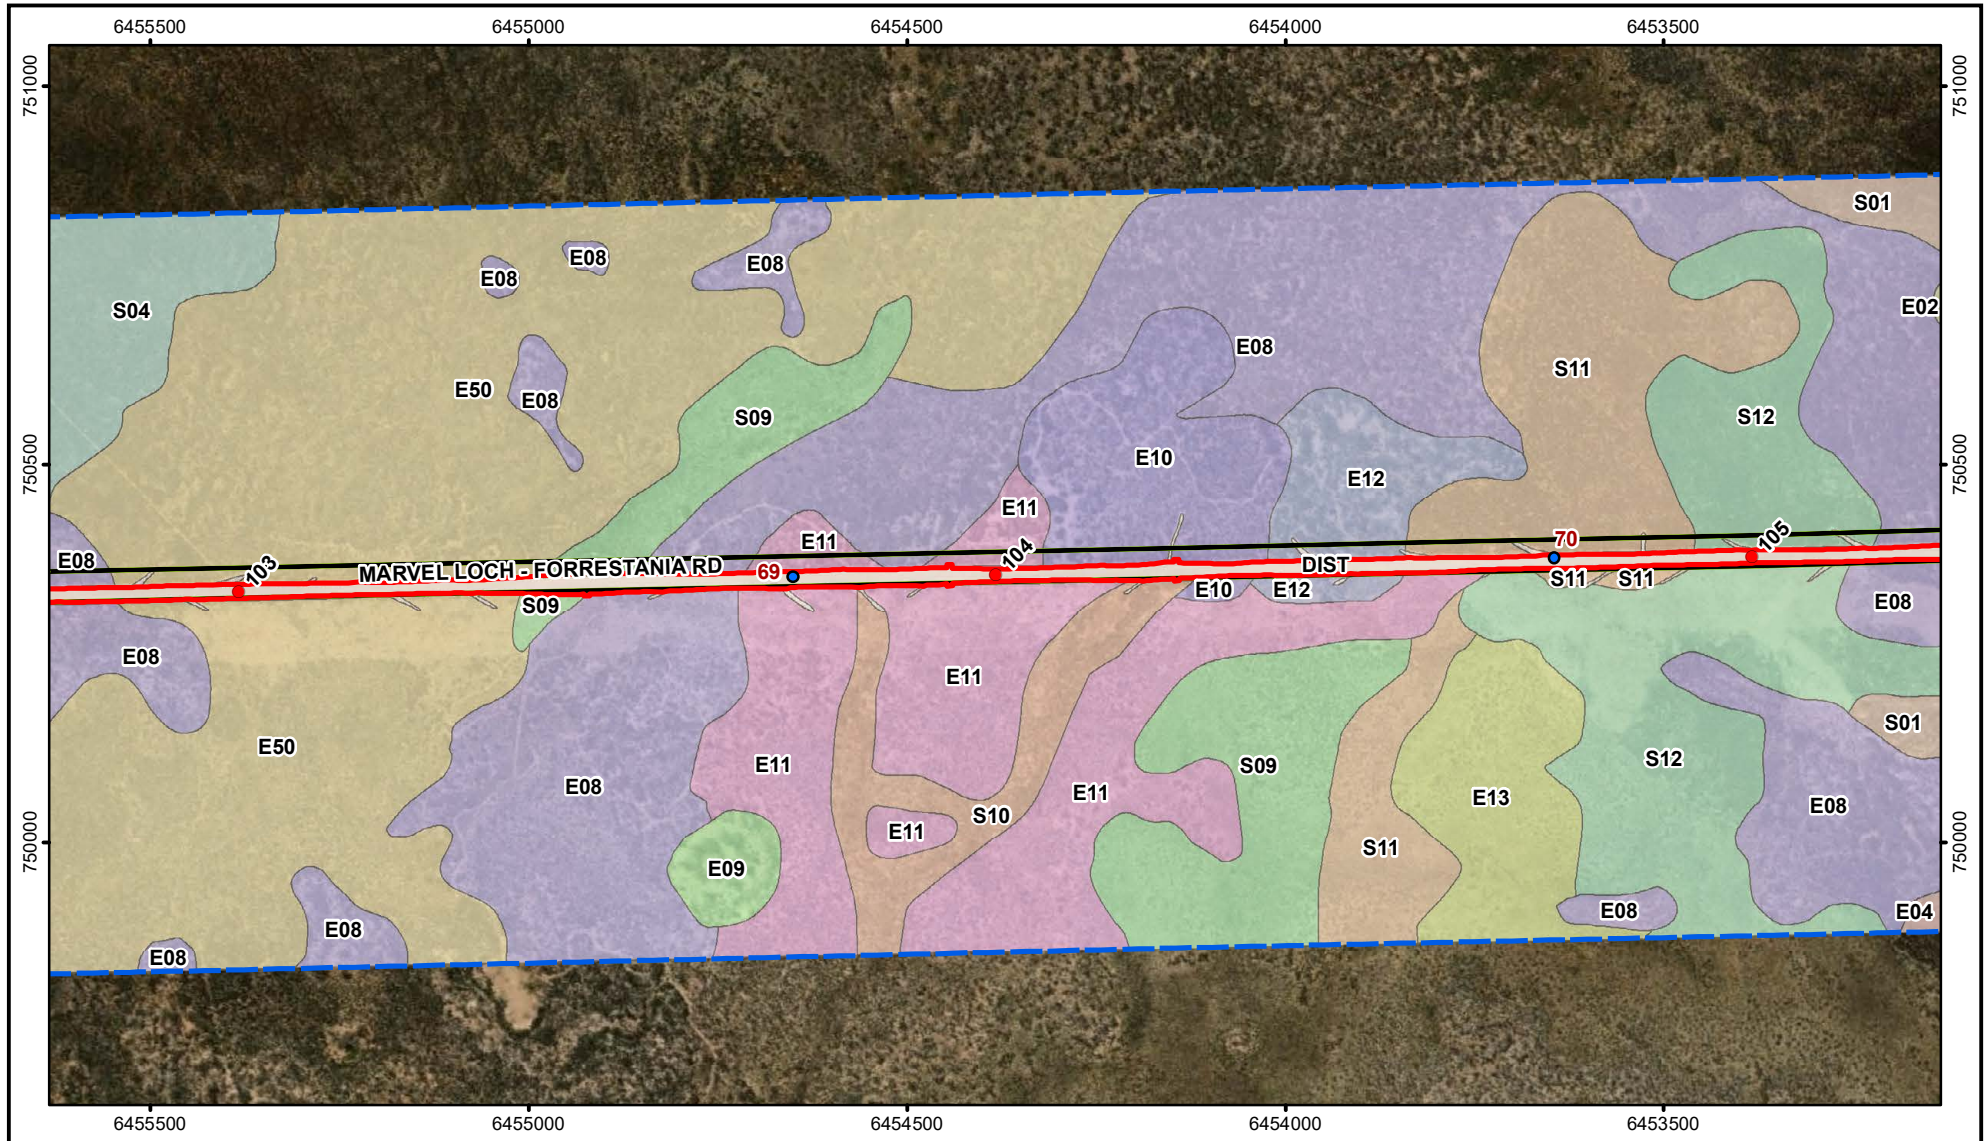 6455500 6455000 6454500 6454000 6453500
751000 751000
S01
E08 E08 E08
S04 E02
E08
S11
E50 E08
S09 S12
E10
E12
750500 750500
E11
E11 70 105
E08 104
103 MARVEL LOCH - FORRESTANIA RD 69 DIST
S11 S11
S09 E10 E12 E08
E08
E11
S01
E50
E11 S09 S12
E08 E11 E13 E08
S10
E11
750000 750000
S11
E09
E08 E08 E04
E08
6455500 6455000 6454500 6454000 6453500